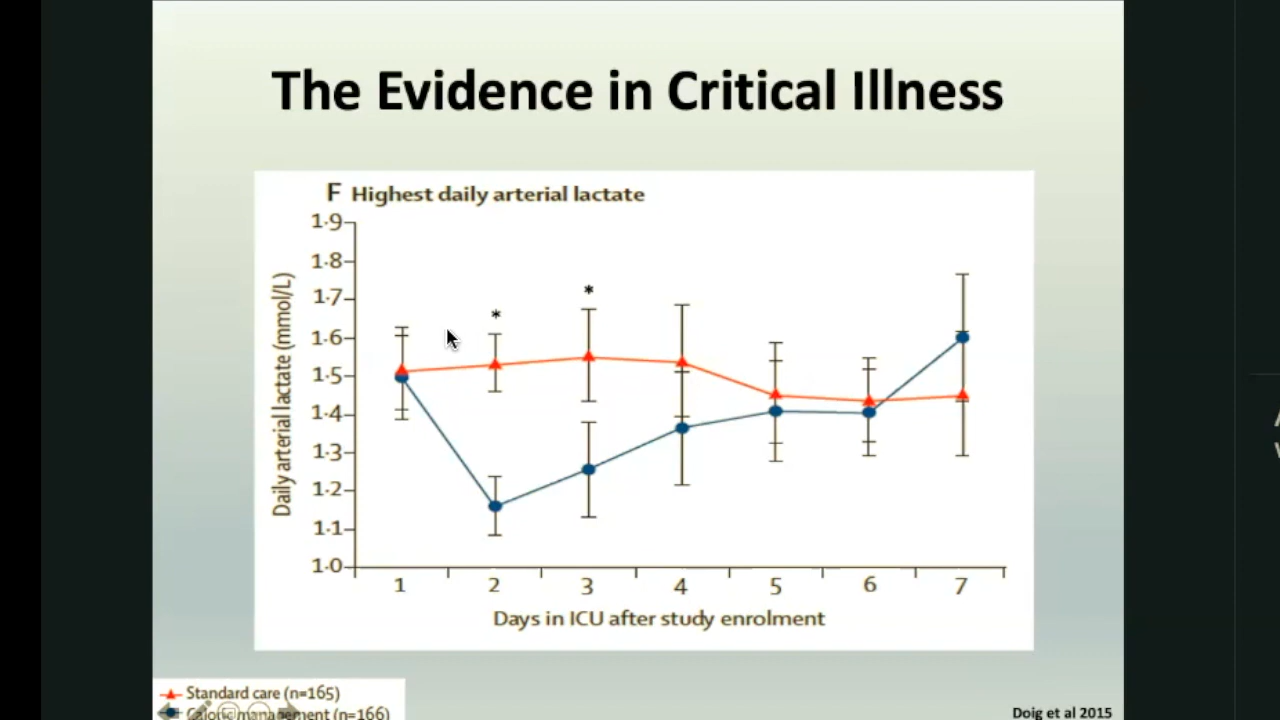 The Evidence in Critical Illness
F Highest daily arterial lactate
1·9
1·8
1·7
1·6
1·5
1·4
1·3
1·2
1·1
1·0
Daily arterial lactate (mmol/L)
*
*
1 2 3 4 5 6 7
Days in ICU after study enrolment
Standard care (n=165)
Caloric management (n=166)
Doig et al 2015